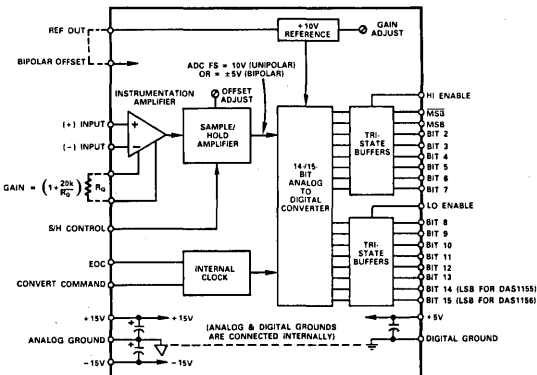 REF OUT
+10V
REFERENCE
GAIN
ADJUST
BIPOLAR OFFSET
ADC FS = 10V (UNIPOLAR)
OR = ±5V (BIPOLAR)
INSTRUMENTATION
AMPLIFIER
OFFSET
ADJUST
HI ENABLE
(+) INPUT
(−) INPUT
+
−
SAMPLE/
HOLD
AMPLIFIER
14-/15-
BIT
ANALOG
TO
DIGITAL
CONVERTER
TRI-
STATE
BUFFERS
MSB
MSB
BIT 2
BIT 3
BIT 4
BIT 5
BIT 6
BIT 7
GAIN = (1+20k/RG) RG
LO ENABLE
S/H CONTROL
EOC
CONVERT COMMAND
INTERNAL
CLOCK
TRI-
STATE
BUFFERS
BIT 8
BIT 9
BIT 10
BIT 11
BIT 12
BIT 13
BIT 14 (LSB FOR DAS1155)
BIT 15 (LSB FOR DAS1156)
+15V
+15V
+
+5V
ANALOG GROUND
(ANALOG & DIGITAL GROUNDS
ARE CONNECTED INTERNALLY)
DIGITAL GROUND
+
−15V
−15V